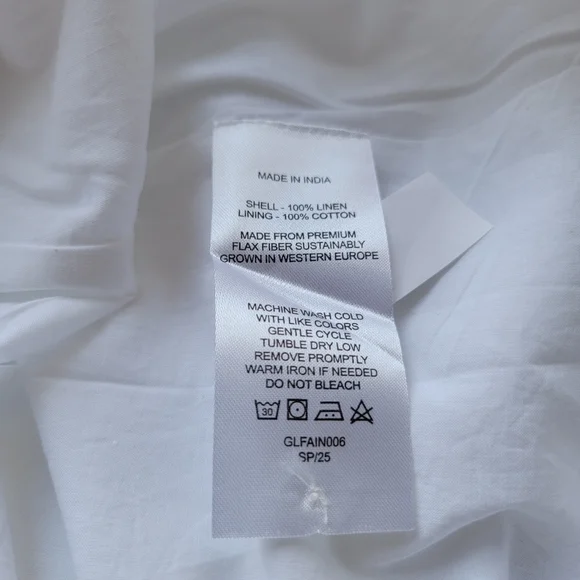 MADE IN INDIA
SHELL - 100% LINEN
LINING - 100% COTTON
MADE FROM PREMIUM
FLAX FIBER SUSTAINABLY
GROWN IN WESTERN EUROPE
MACHINE WASH COLD
WITH LIKE COLORS
GENTLE CYCLE
TUMBLE DRY LOW
REMOVE PROMPTLY
WARM IRON IF NEEDED
DO NOT BLEACH
30
GLFAIN006
SP/25